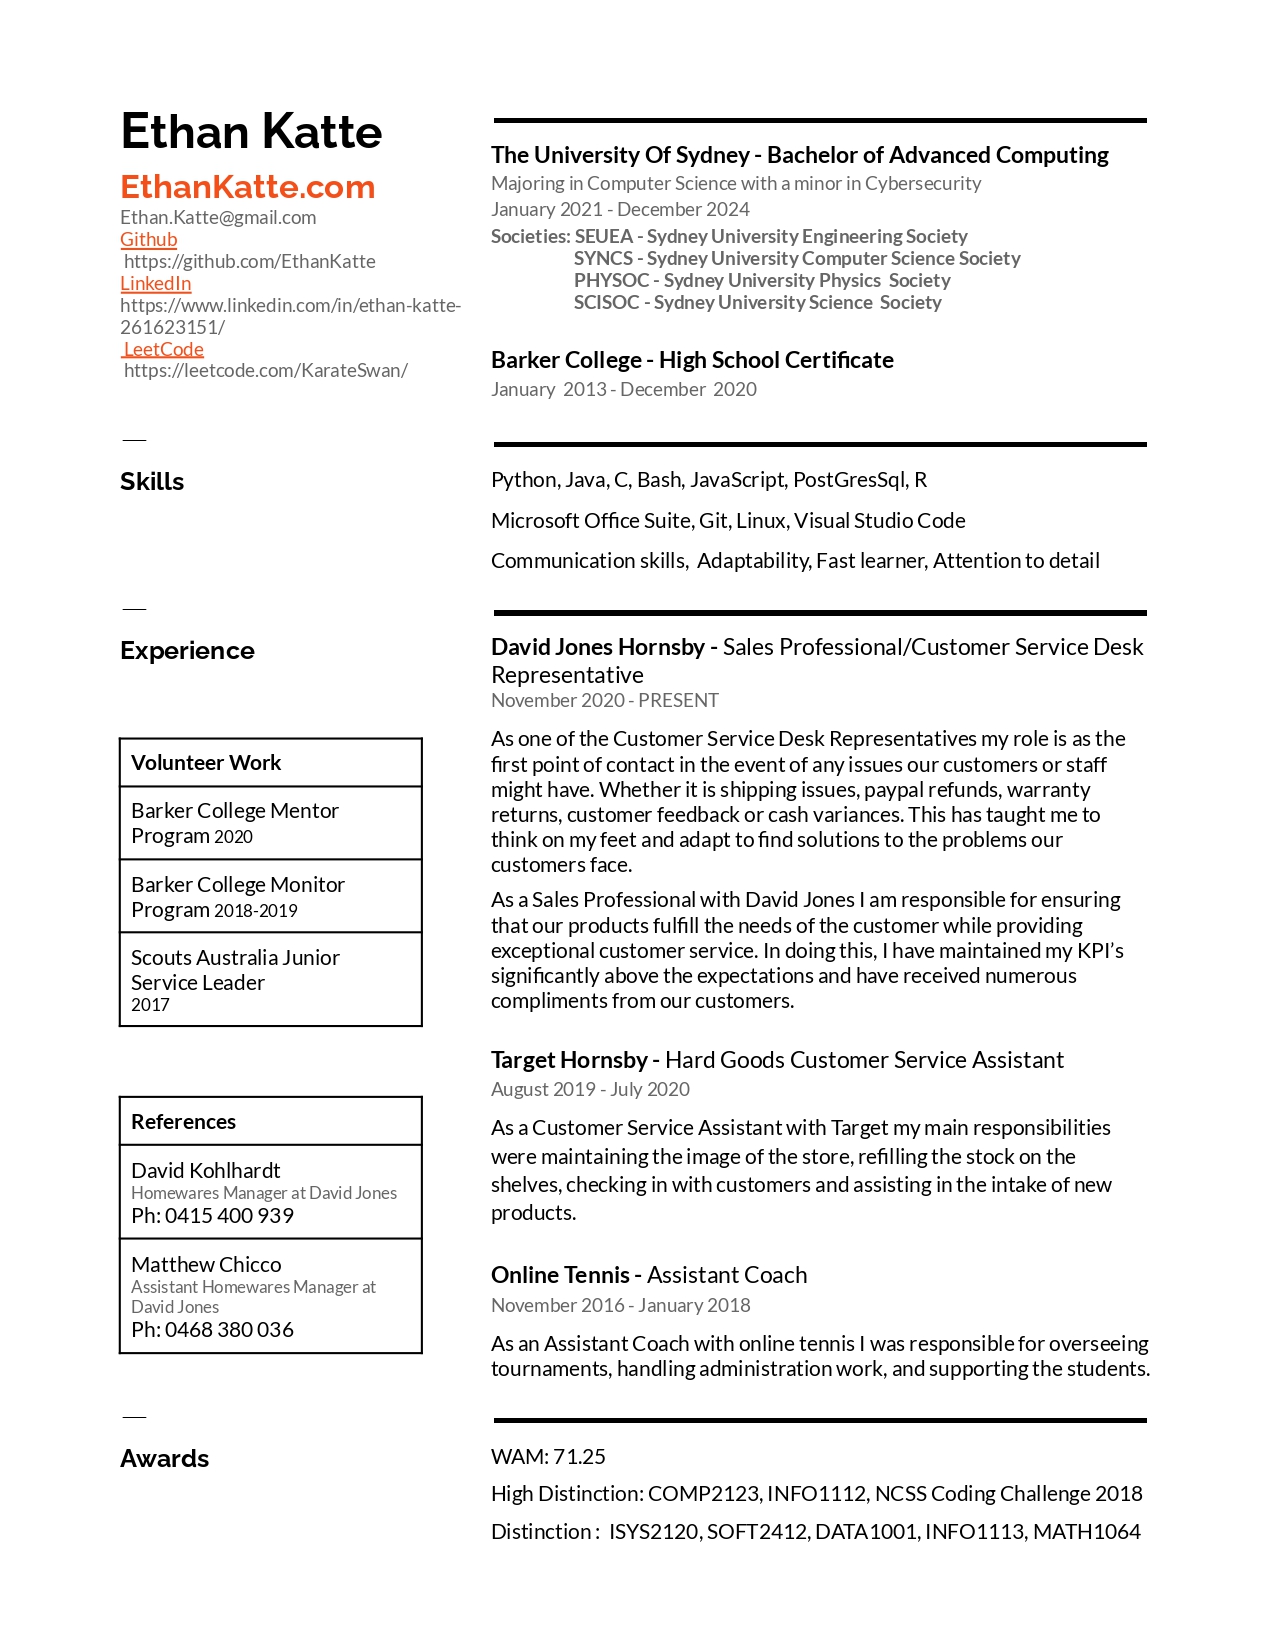 Ethan Katte
EthanKatte.com
Ethan.Katte@gmail.com
Github
https://github.com/EthanKatte
LinkedIn
https://www.linkedin.com/in/ethan-katte-
261623151/
LeetCode
https://leetcode.com/KarateSwan/
The University Of Sydney - Bachelor of Advanced Computing
Majoring in Computer Science with a minor in Cybersecurity
January 2021 - December 2024
Societies: SEUEA - Sydney University Engineering Society
SYNCS - Sydney University Computer Science Society
PHYSOC - Sydney University Physics Society
SCISOC - Sydney University Science Society
Barker College - High School Certificate
January 2013 - December 2020
Skills
Python, Java, C, Bash, JavaScript, PostGresSql, R
Microsoft Office Suite, Git, Linux, Visual Studio Code
Communication skills, Adaptability, Fast learner, Attention to detail
Experience
David Jones Hornsby - Sales Professional/Customer Service Desk
Representative
November 2020 - PRESENT
As one of the Customer Service Desk Representatives my role is as the
first point of contact in the event of any issues our customers or staff
might have. Whether it is shipping issues, paypal refunds, warranty
returns, customer feedback or cash variances. This has taught me to
think on my feet and adapt to find solutions to the problems our
customers face.
As a Sales Professional with David Jones I am responsible for ensuring
that our products fulfill the needs of the customer while providing
exceptional customer service. In doing this, I have maintained my KPI's
significantly above the expectations and have received numerous
compliments from our customers.
Target Hornsby - Hard Goods Customer Service Assistant
August 2019 - July 2020
As a Customer Service Assistant with Target my main responsibilities
were maintaining the image of the store, refilling the stock on the
shelves, checking in with customers and assisting in the intake of new
products.
Online Tennis - Assistant Coach
November 2016 - January 2018
As an Assistant Coach with online tennis I was responsible for overseeing
tournaments, handling administration work, and supporting the students.
Volunteer Work
Barker College Mentor
Program 2020
Barker College Monitor
Program 2018-2019
Scouts Australia Junior
Service Leader
2017
References
David Kohlhardt
Homewares Manager at David Jones
Ph: 0415 400 939
Matthew Chicco
Assistant Homewares Manager at
David Jones
Ph: 0468 380 036
Awards
WAM: 71.25
High Distinction: COMP2123, INFO1112, NCSS Coding Challenge 2018
Distinction : ISYS2120, SOFT2412, DATA1001, INFO1113, MATH1064